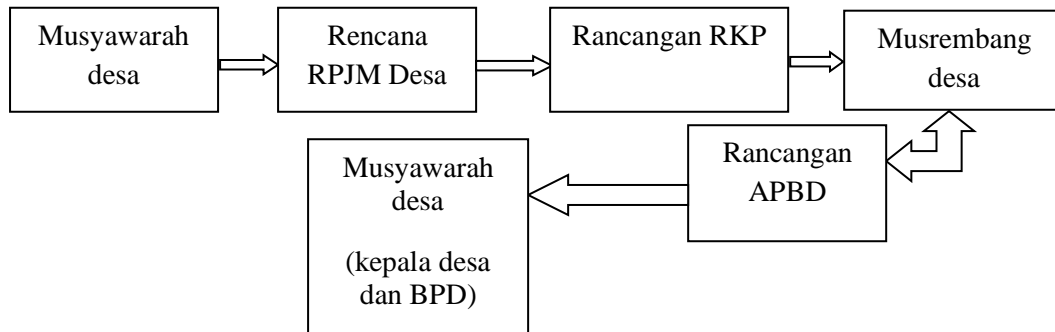 Musyawarah
desa
Rencana
RPJM Desa
Rancangan RKP
Musrembang
desa
Rancangan
APBD
Musyawarah
desa
(kepala desa
dan BPD)